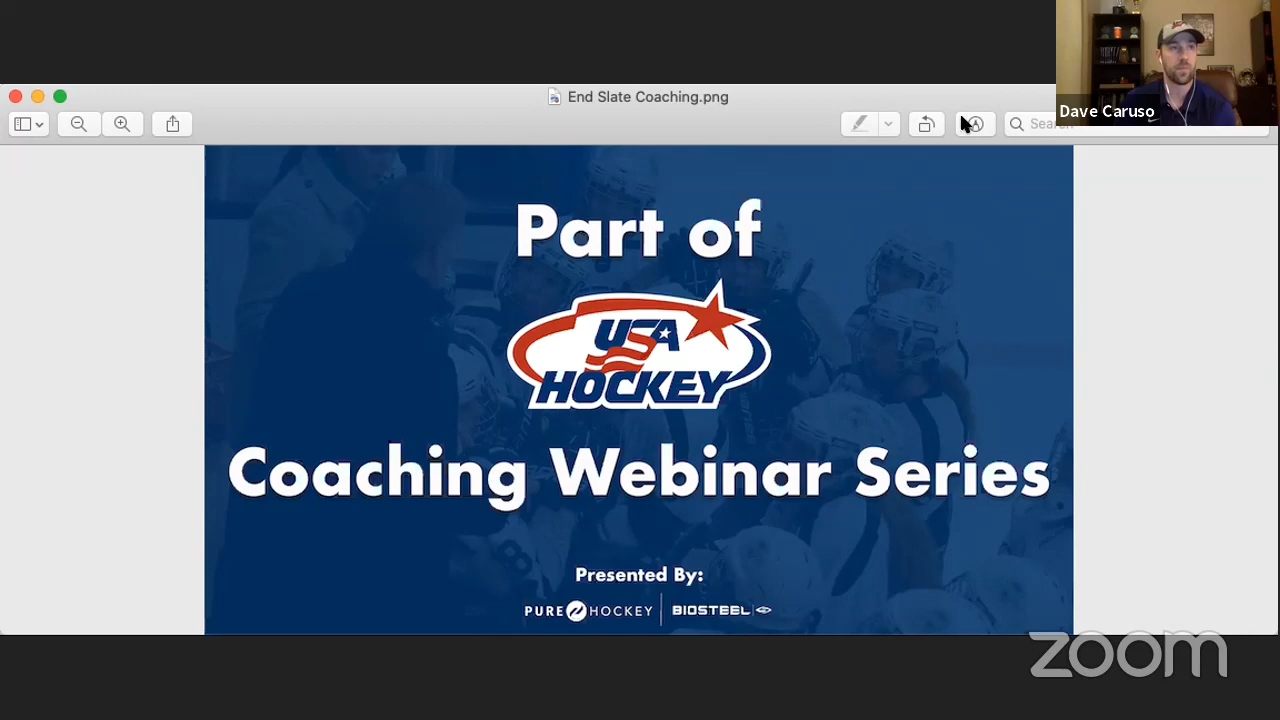 End Slate Coaching.png
Search
Dave Caruso
Part of
USA
HOCKEY
Coaching Webinar Series
Presented By:
PURE HOCKEY BIOSTEEL
zoom